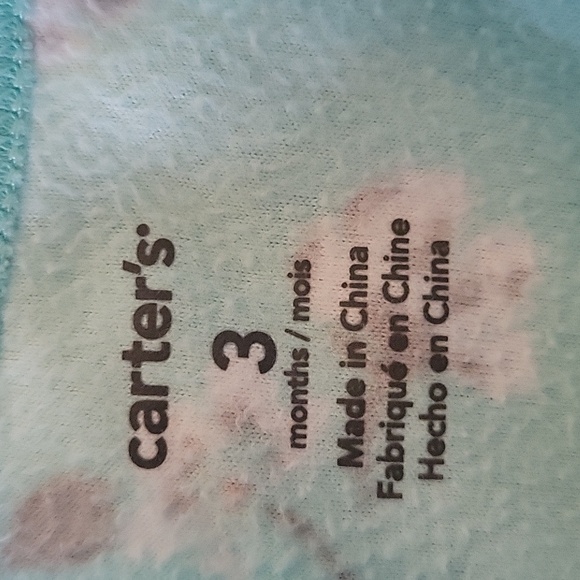 carter's
3
months / mois
Made in China
Fabriqué en Chine
Hecho en China